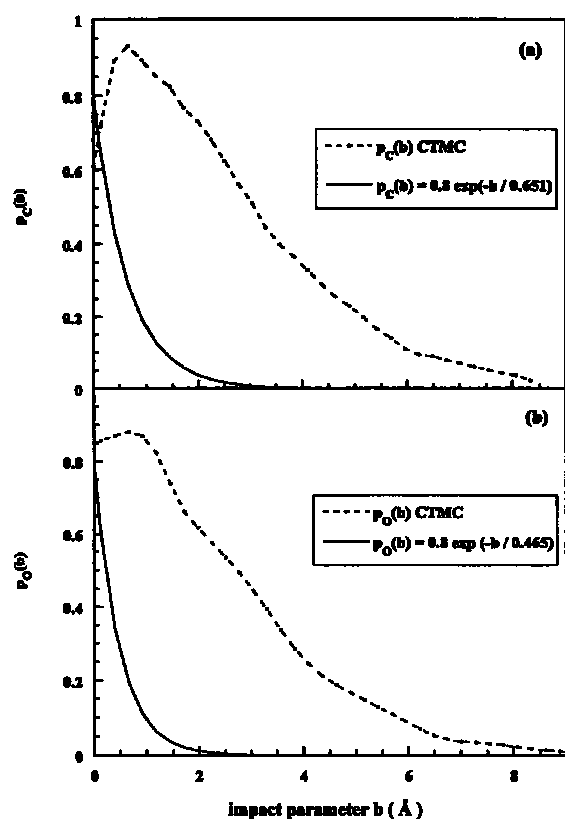 1
(a)
0.8
p_C(b) CTMC
p_C(b) = 0.8 exp(-b / 0.651)
0.6
p_C(b)
0.4
0.2
0
(b)
0.8
p_O(b) CTMC
p_O(b) = 0.8 exp (-b / 0.465)
0.6
p_O(b)
0.4
0.2
0
0 2 4 6 8
impact parameter b ( Å )